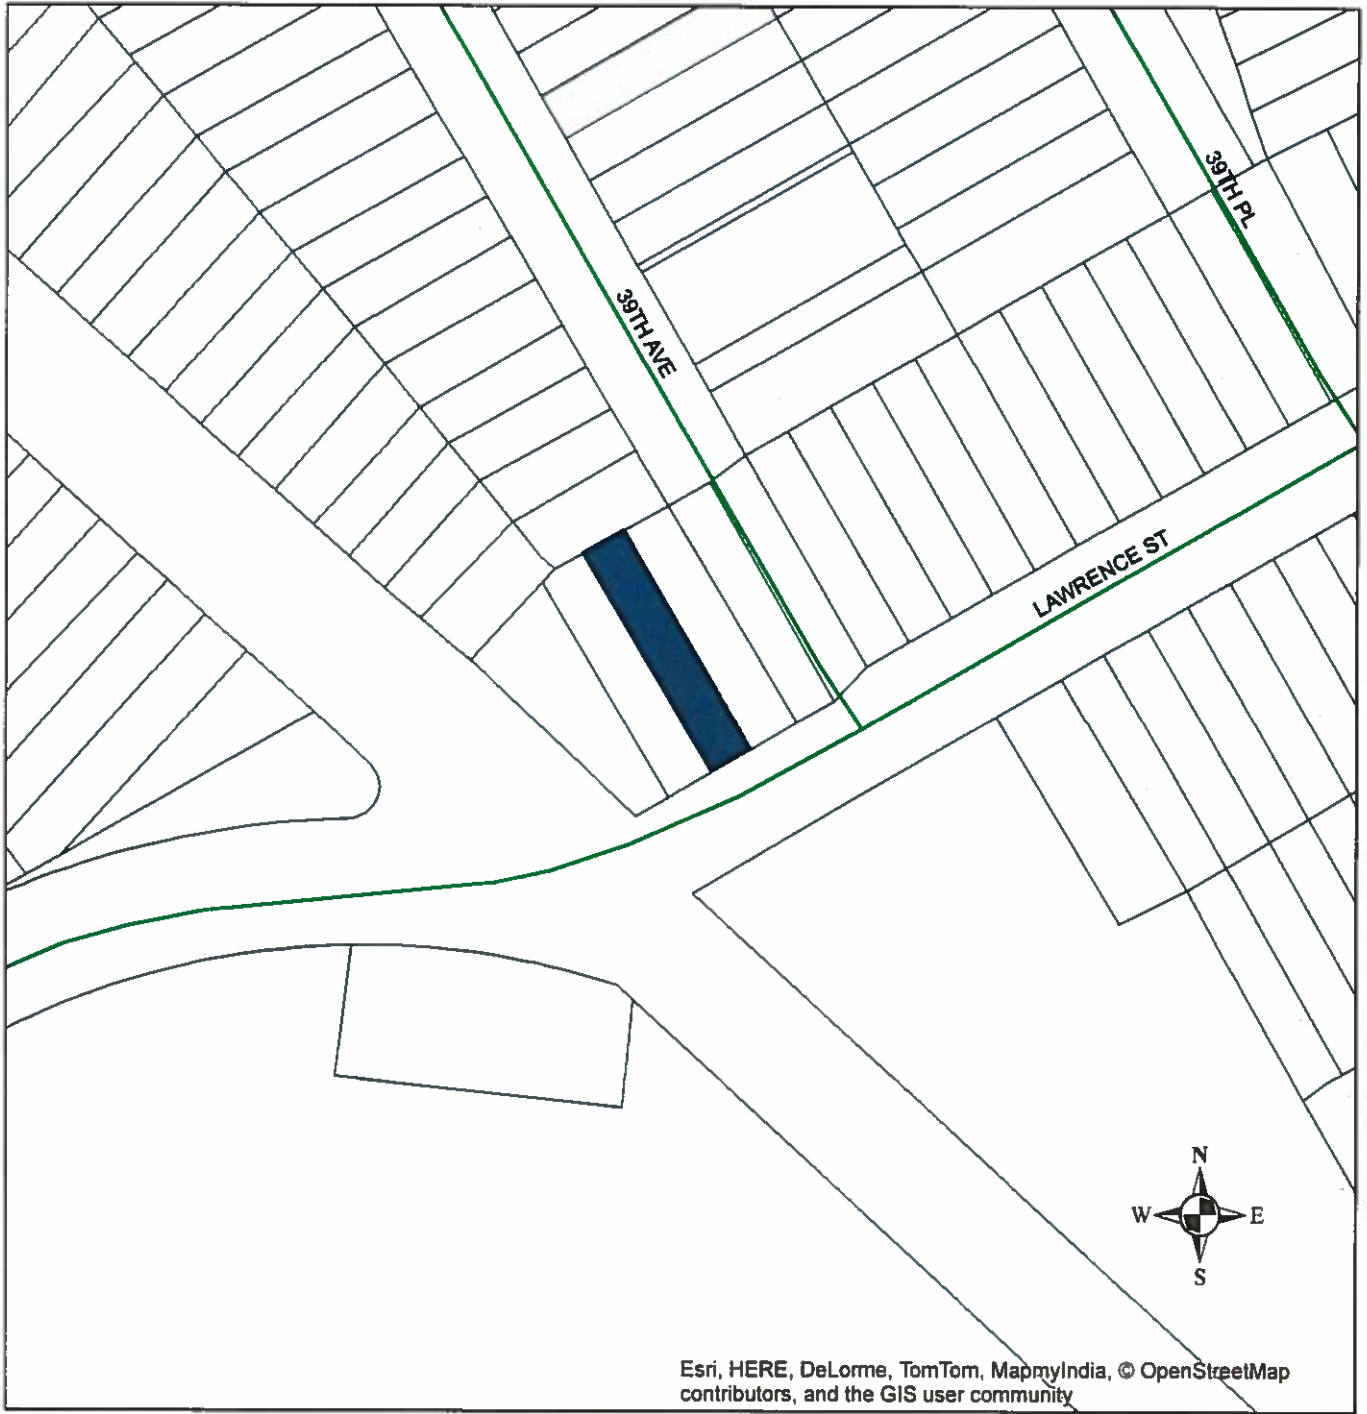 39TH PL
39TH AVE
LAWRENCE ST
N
W E
S
Esri, HERE, DeLorme, TomTom, MapmyIndia, © OpenStreetMap
contributors, and the GIS user community